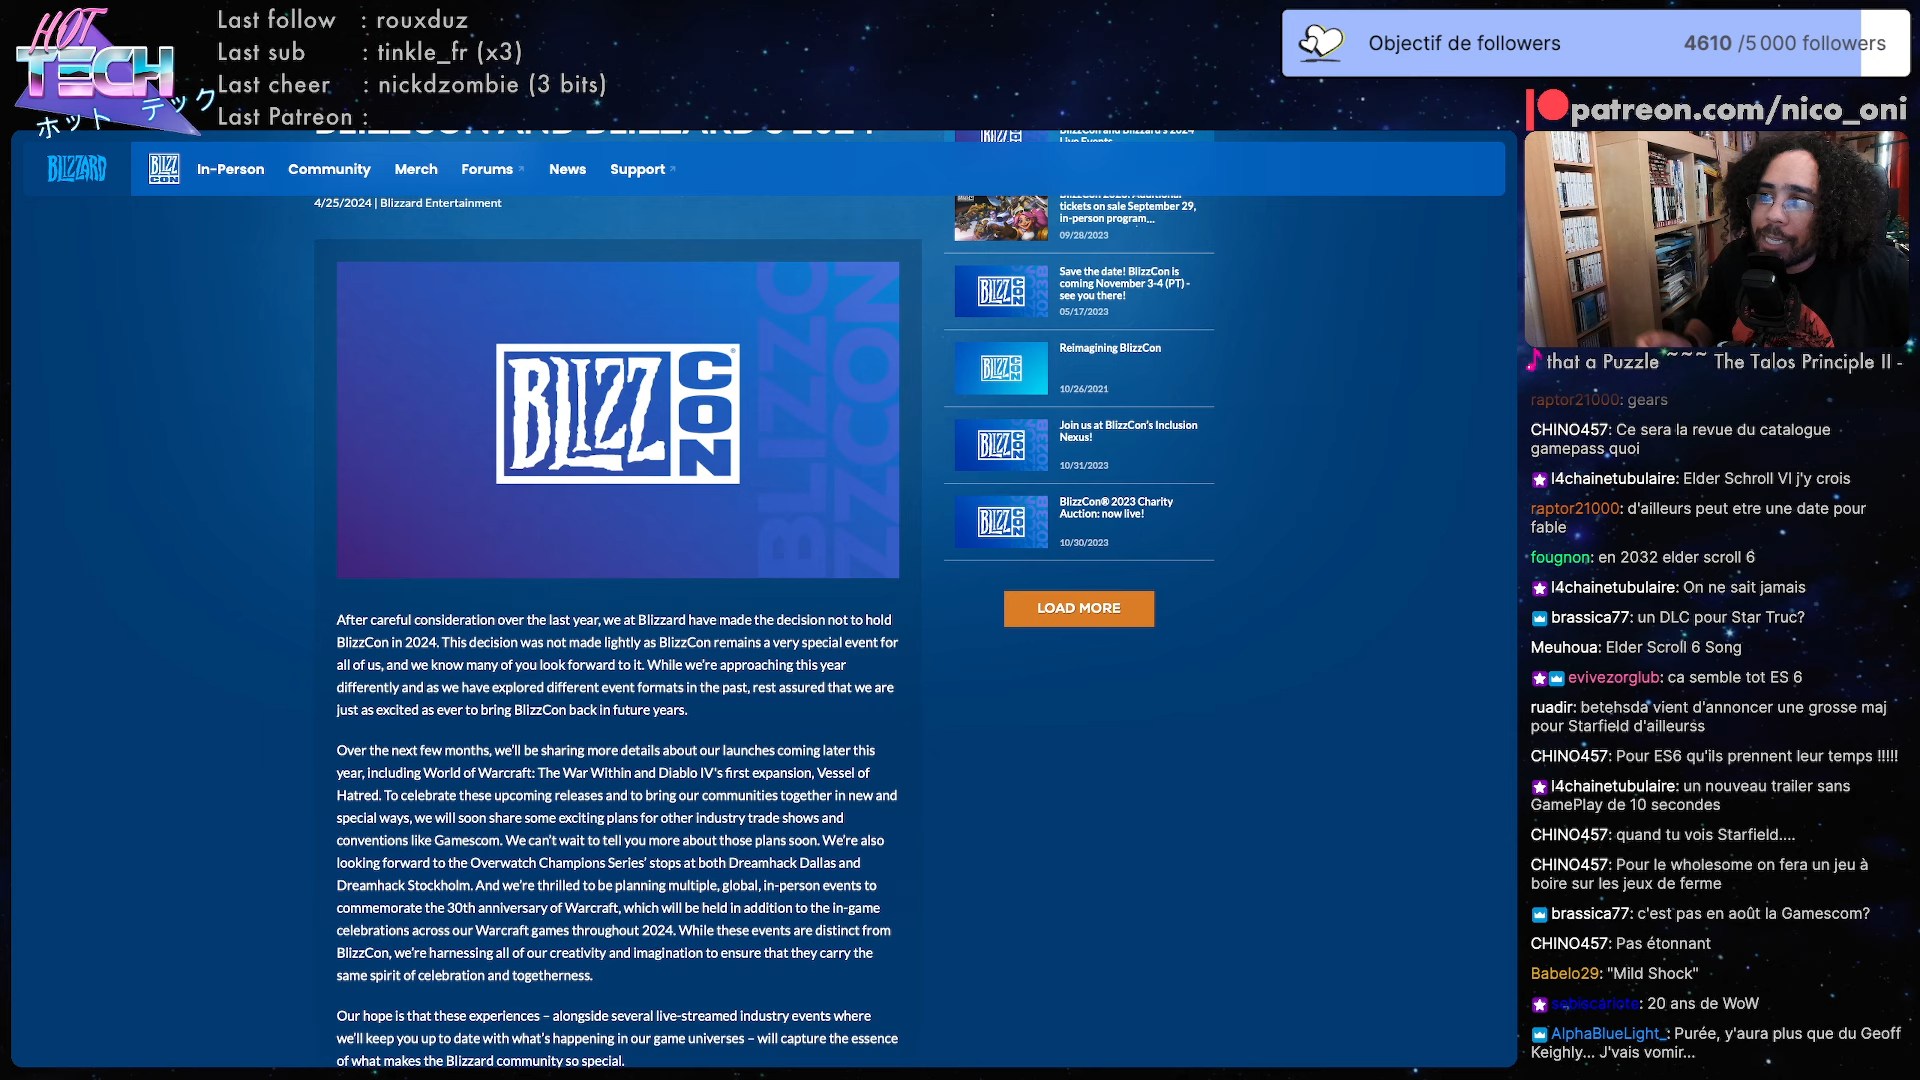 HOT
TECH
ホット テック
Last follow : rouxduz
Last sub : tinkle_fr (x3)
Last cheer : nickdzombie (3 bits)
Last Patreon :
Objectif de followers
4610 /5 000 followers
patreon.com/nico_oni
BLIZZARD
BLIZZ CON
In-Person
Community
Merch
Forums
News
Support
4/25/2024 | Blizzard Entertainment
BLIZZ
CON
After careful consideration over the last year, we at Blizzard have made the decision not to hold
BlizzCon in 2024. This decision was not made lightly as BlizzCon remains a very special event for
all of us, and we know many of you look forward to it. While we're approaching this year
differently and as we have explored different event formats in the past, rest assured that we are
just as excited as ever to bring BlizzCon back in future years.
Over the next few months, we'll be sharing more details about our launches coming later this
year, including World of Warcraft: The War Within and Diablo IV's first expansion, Vessel of
Hatred. To celebrate these upcoming releases and to bring our communities together in new and
special ways, we will soon share some exciting plans for other industry trade shows and
conventions like Gamescom. We can't wait to tell you more about those plans soon. We're also
looking forward to the Overwatch Champions Series' stops at both Dreamhack Dallas and
Dreamhack Stockholm. And we're thrilled to be planning multiple, global, in-person events to
commemorate the 30th anniversary of Warcraft, which will be held in addition to the in-game
celebrations across our Warcraft games throughout 2024. While these events are distinct from
BlizzCon, we're harnessing all of our creativity and imagination to ensure that they carry the
same spirit of celebration and togetherness.
Our hope is that these experiences – alongside several live-streamed industry events where
we'll keep you up to date with what's happening in our game universes – will capture the essence
of what makes the Blizzard community so special.
tickets on sale September 29,
in-person program...
09/28/2023
Save the date! BlizzCon is
coming November 3-4 (PT) -
see you there!
05/17/2023
Reimagining BlizzCon
10/26/2021
Join us at BlizzCon's Inclusion
Nexus!
10/31/2023
BlizzCon® 2023 Charity
Auction: now live!
10/30/2023
LOAD MORE
that a Puzzle ~~~ The Talos Principle II -
raptor21000: gears
CHINO457: Ce sera la revue du catalogue
gamepass quoi
l4chainetubulaire: Elder Schroll VI j'y crois
raptor21000: d'ailleurs peut etre une date pour
fable
fougnon: en 2032 elder scroll 6
l4chainetubulaire: On ne sait jamais
brassica77: un DLC pour Star Truc?
Meuhoua: Elder Scroll 6 Song
evivezorglub: ca semble tot ES 6
ruadir: betehsda vient d'annoncer une grosse maj
pour Starfield d'ailleurss
CHINO457: Pour ES6 qu'ils prennent leur temps !!!!!
l4chainetubulaire: un nouveau trailer sans
GamePlay de 10 secondes
CHINO457: quand tu vois Starfield....
CHINO457: Pour le wholesome on fera un jeu à
boire sur les jeux de ferme
brassica77: c'est pas en août la Gamescom?
CHINO457: Pas étonnant
Babelo29: "Mild Shock"
sebiscariote: 20 ans de WoW
AlphaBlueLight_: Purée, y'aura plus que du Geoff
Keighly... J'vais vomir...